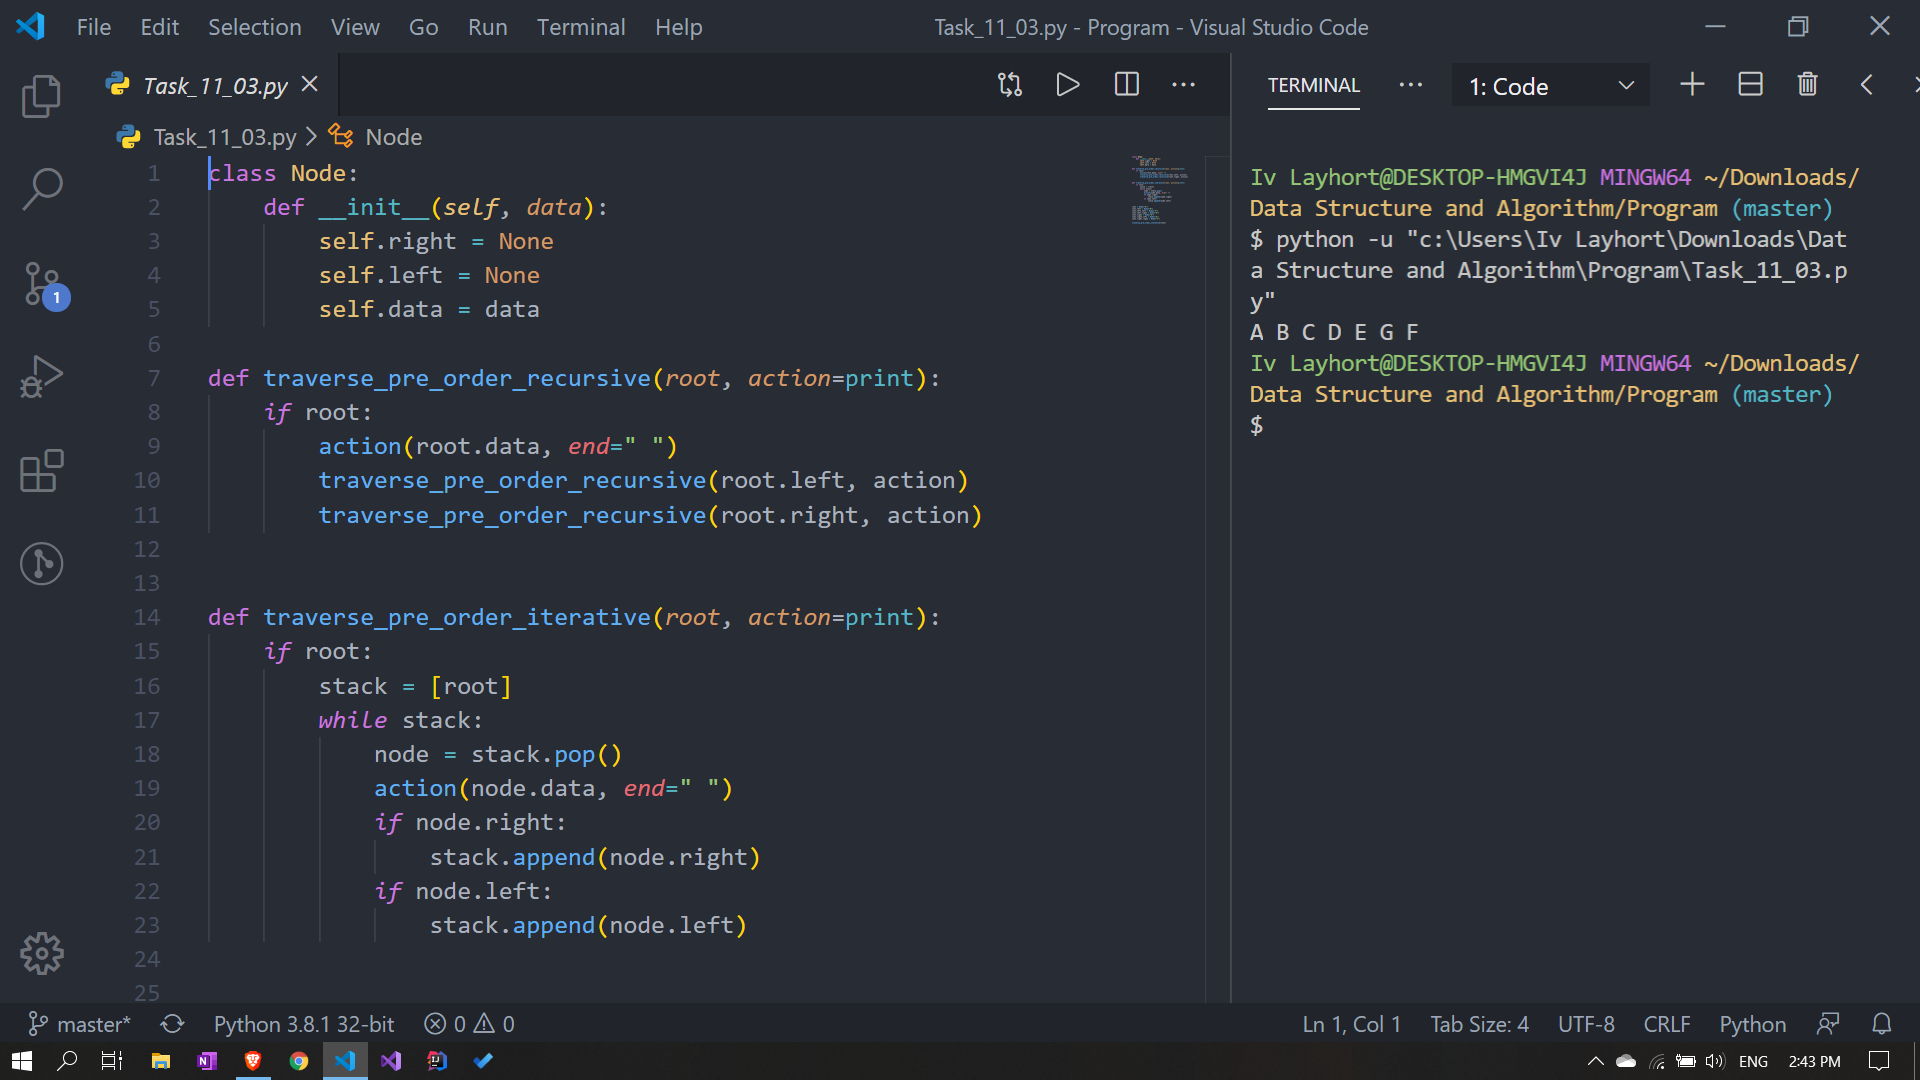 File Edit Selection View Go Run Terminal Help Task_11_03.py - Program - Visual Studio Code
Task_11_03.py
TERMINAL 1: Code
Task_11_03.py > Node
1 class Node:
2     def __init__(self, data):
3         self.right = None
4         self.left = None
5         self.data = data
6
7 def traverse_pre_order_recursive(root, action=print):
8     if root:
9         action(root.data, end=" ")
10         traverse_pre_order_recursive(root.left, action)
11         traverse_pre_order_recursive(root.right, action)
12
13
14 def traverse_pre_order_iterative(root, action=print):
15     if root:
16         stack = [root]
17         while stack:
18             node = stack.pop()
19             action(node.data, end=" ")
20             if node.right:
21                 stack.append(node.right)
22             if node.left:
23                 stack.append(node.left)
24
25
Iv Layhort@DESKTOP-HMGVI4J MINGW64 ~/Downloads/
Data Structure and Algorithm/Program (master)
$ python -u "c:\Users\Iv Layhort\Downloads\Dat
a Structure and Algorithm\Program\Task_11_03.p
y"
A B C D E G F
Iv Layhort@DESKTOP-HMGVI4J MINGW64 ~/Downloads/
Data Structure and Algorithm/Program (master)
$
1
master* Python 3.8.1 32-bit 0 0 Ln 1, Col 1 Tab Size: 4 UTF-8 CRLF Python
ENG 2:43 PM